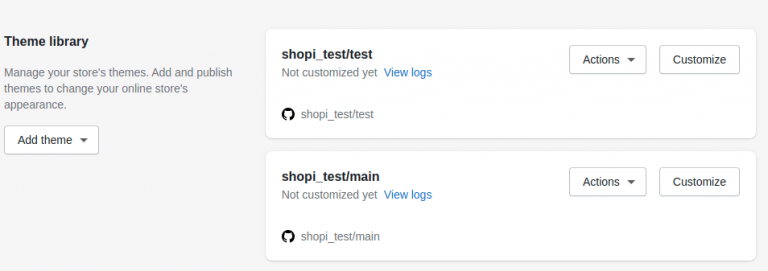 Theme library
Manage your store's themes. Add and publish
themes to change your online store's
appearance.
Add theme
shopi_test/test
Not customized yet View logs
Actions
Customize
shopi_test/test
shopi_test/main
Not customized yet View logs
Actions
Customize
shopi_test/main